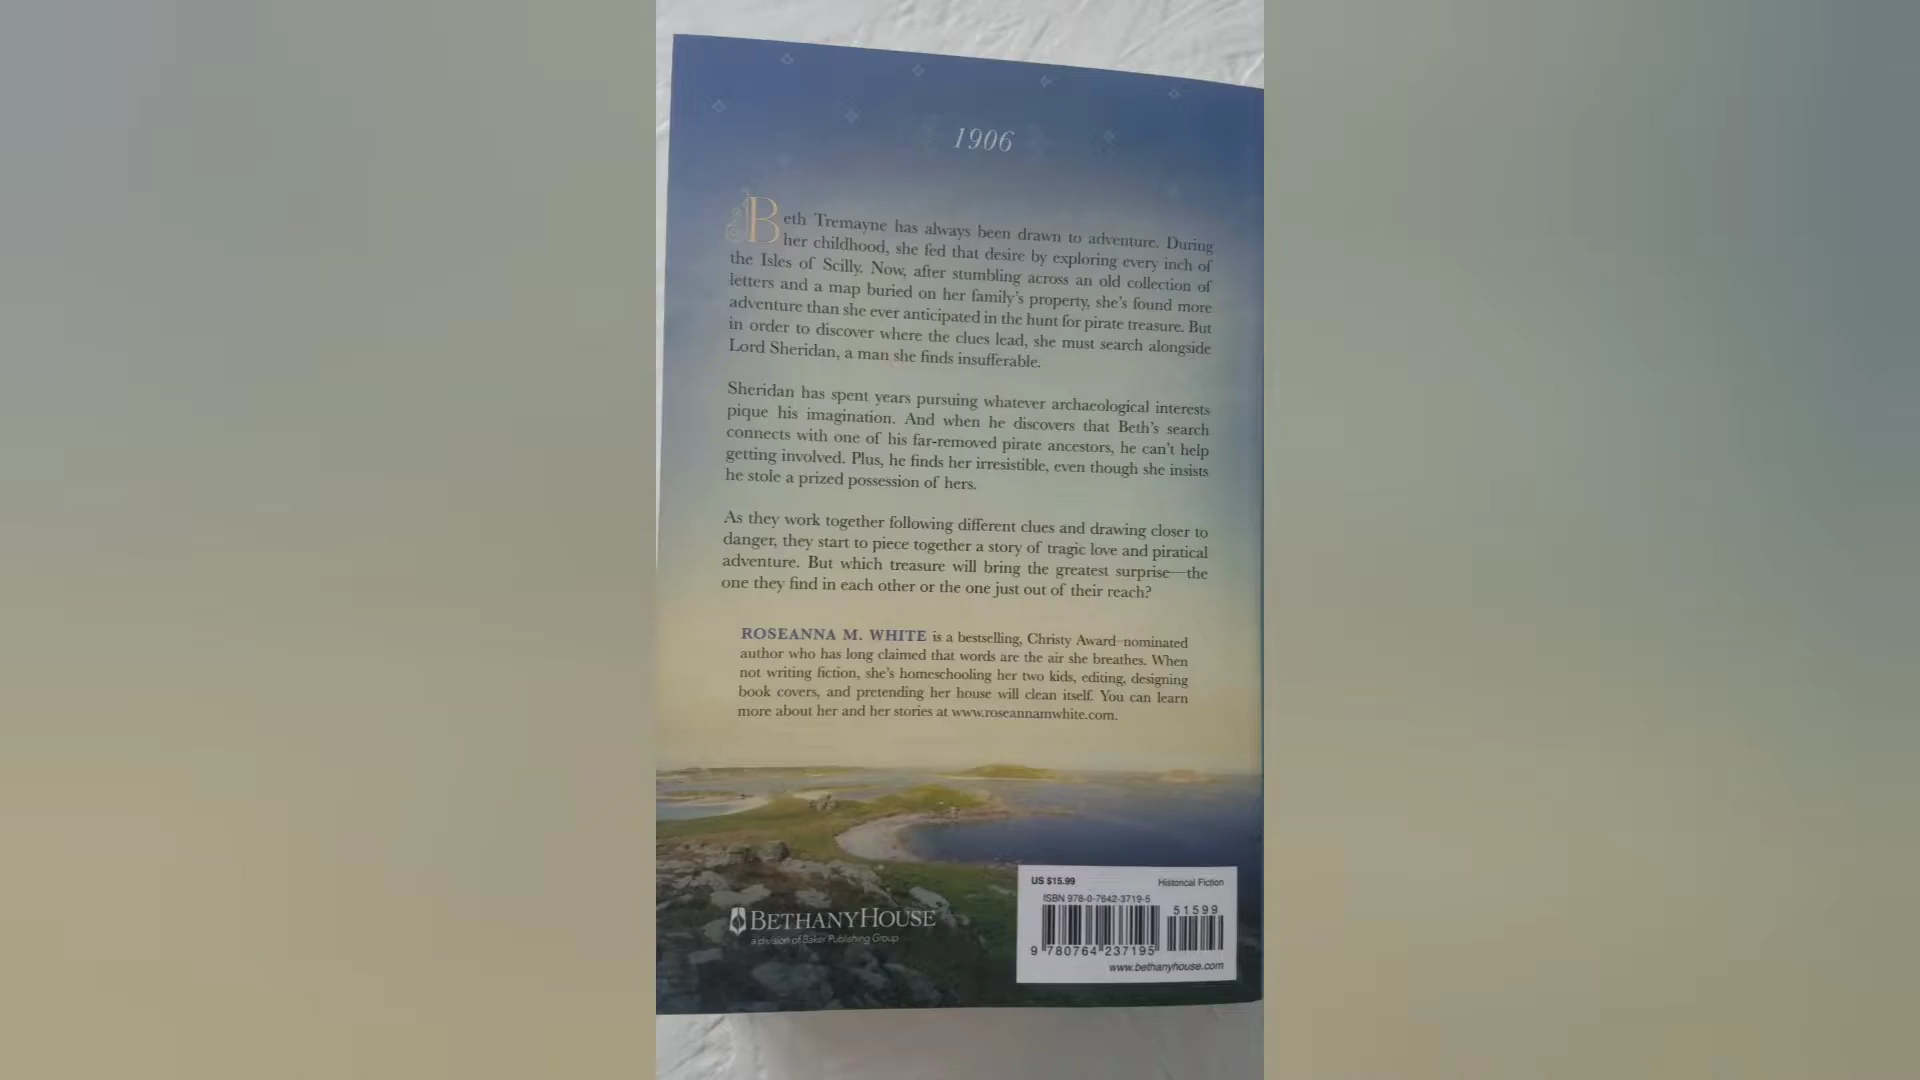 1906
Beth Tremayne has always been drawn to adventure. During
her childhood, she fed that desire by exploring every inch of
the Isles of Scilly. Now, after stumbling across an old collection of
letters and a map buried on her family's property, she's found more
adventure than she ever anticipated in the hunt for pirate treasure. But
in order to discover where the clues lead, she must search alongside
Lord Sheridan, a man she finds insufferable.
Sheridan has spent years pursuing whatever archaeological interests
pique his imagination. And when he discovers that Beth's search
connects with one of his far-removed pirate ancestors, he can't help
getting involved. Plus, he finds her irresistible, even though she insists
he stole a prized possession of hers.
As they work together following different clues and drawing closer to
danger, they start to piece together a story of tragic love and piratical
adventure. But which treasure will bring the greatest surprise—the
one they find in each other or the one just out of their reach?
ROSEANNA M. WHITE is a bestselling, Christy Award–nominated
author who has long claimed that words are the air she breathes. When
not writing fiction, she's homeschooling her two kids, editing, designing
book covers, and pretending her house will clean itself. You can learn
more about her and her stories at www.roseannamwhite.com.
BETHANYHOUSE
a division of Baker Publishing Group
US $15.99 Historical Fiction
ISBN 978-0-7642-3719-5
51599
9 780764 237195
www.bethanyhouse.com